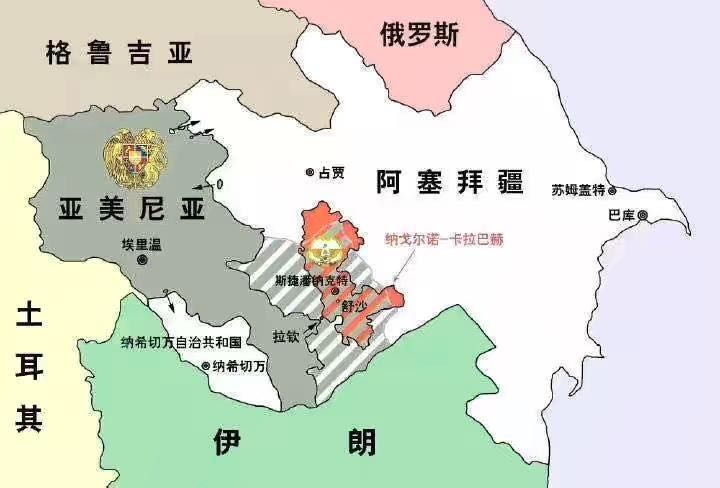 俄罗斯
格鲁吉亚
占贾
阿塞拜疆
苏姆盖特
亚美尼亚
巴库
埃里温
纳戈尔诺-卡拉巴赫
斯捷潘纳克特
舒沙
土耳其
拉钦
纳希切万自治共和国
纳希切万
伊朗